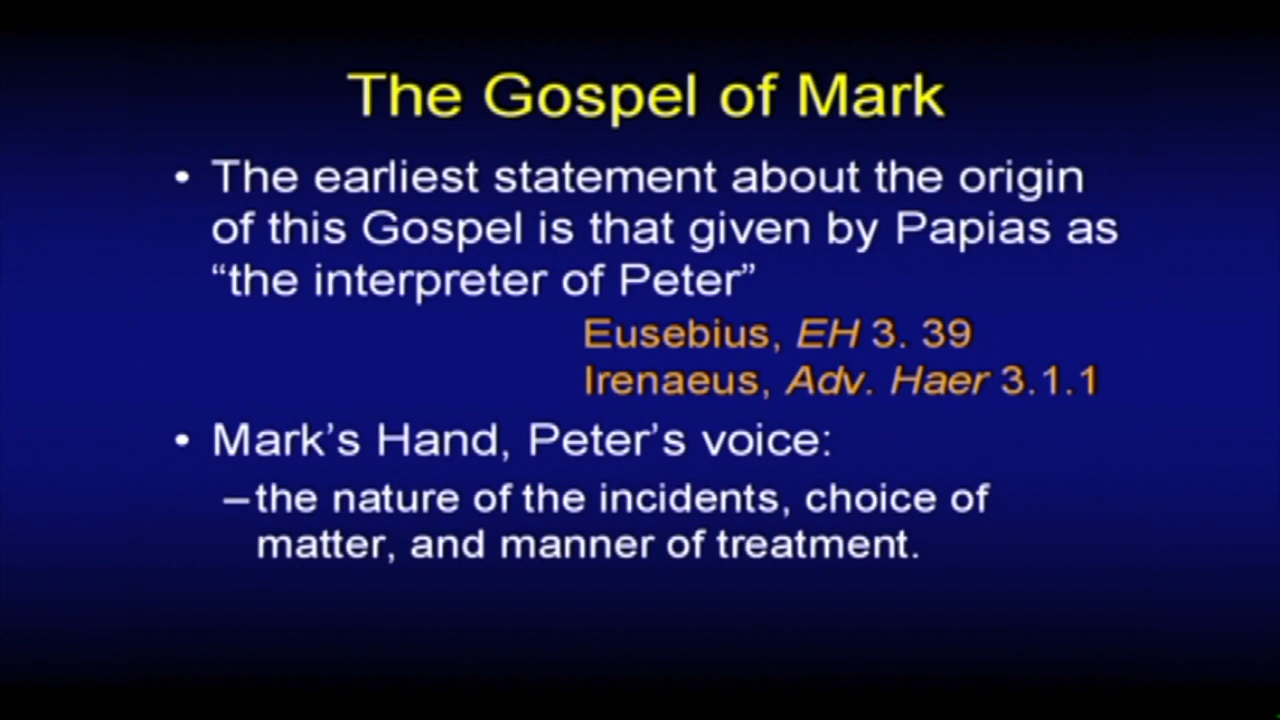 The Gospel of Mark
• The earliest statement about the origin
of this Gospel is that given by Papias as
“the interpreter of Peter”
Eusebius, EH 3. 39
Irenaeus, Adv. Haer 3.1.1
• Mark’s Hand, Peter’s voice:
–the nature of the incidents, choice of
matter, and manner of treatment.